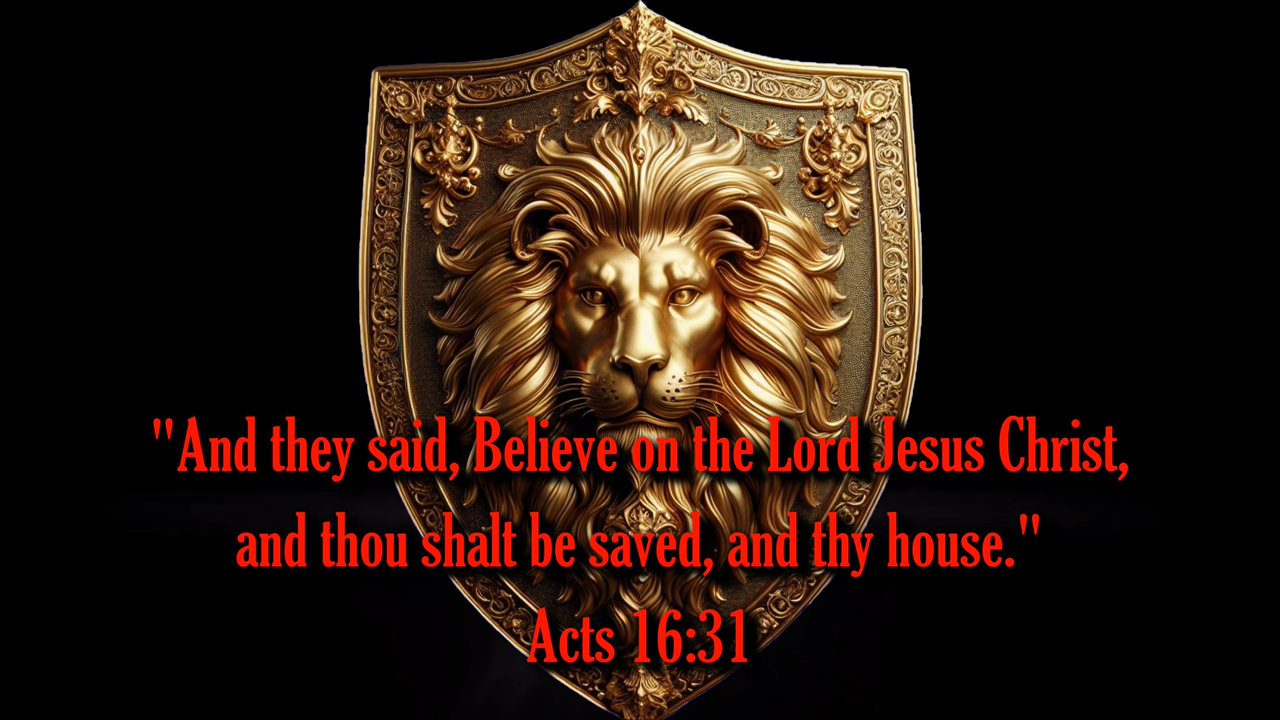 "And they said, Believe on the Lord Jesus Christ,
and thou shalt be saved, and thy house."
Acts 16:31